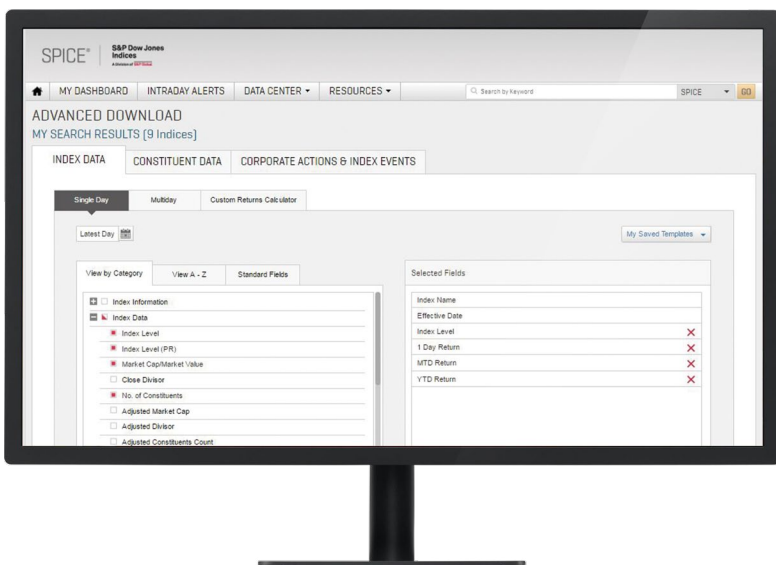 SPICE®
S&P Dow Jones
Indices
MY DASHBOARD INTRADAY ALERTS DATA CENTER RESOURCES Search by Keyword SPICE GO
ADVANCED DOWNLOAD
MY SEARCH RESULTS (9 Indices)
INDEX DATA CONSTITUENT DATA CORPORATE ACTIONS & INDEX EVENTS
Single Day Multiday Custom Returns Calculator
Latest Day My Saved Templates
View by Category View A - Z Standard Fields
Index Information
Index Data
Index Level
Index Level (PR)
Market Cap/Market Value
Close Divisor
No. of Constituents
Adjusted Market Cap
Adjusted Divisor
Adjusted Constituents Count
Selected Fields
Index Name
Effective Date
Index Level
1 Day Return
MTD Return
YTD Return